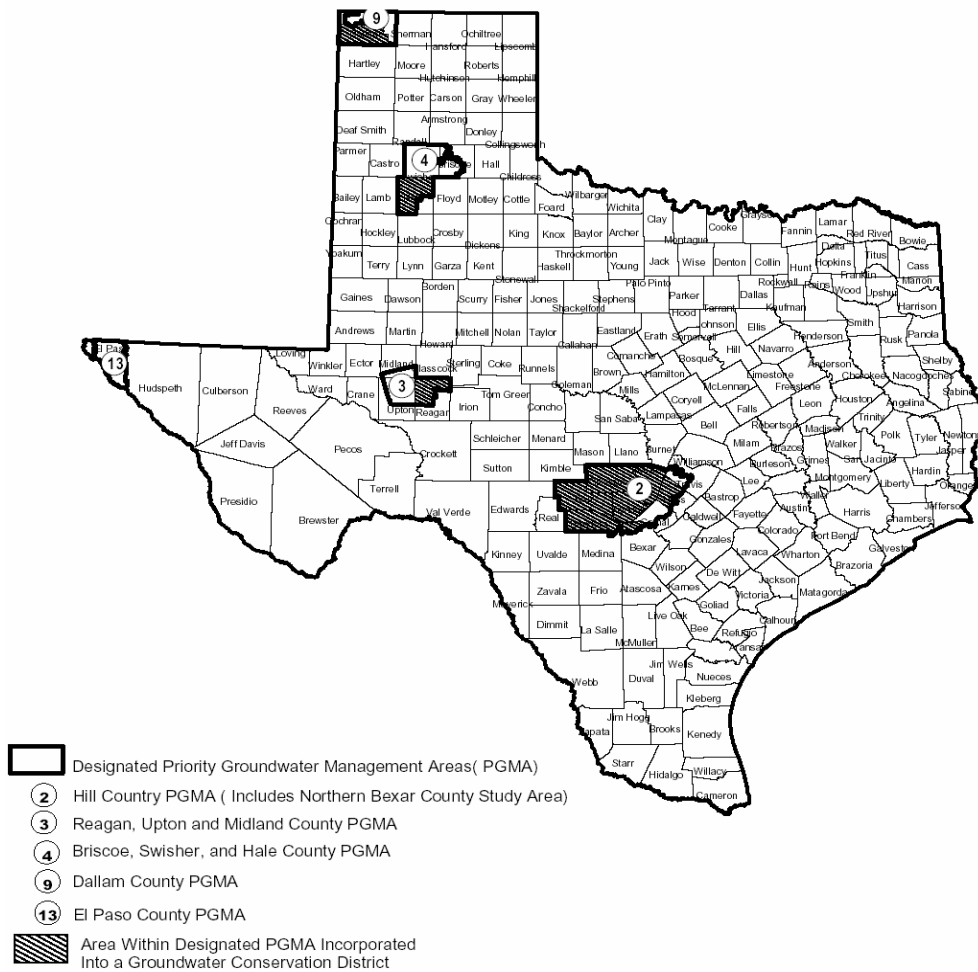 9
Sherman Ochiltree
Hansford Lipscomb
Hartley Moore Roberts
Hutchinson Hemphill
Oldham Potter Carson Gray Wheeler
Armstrong
Deaf Smith Donley
Randall Collingsworth
Parmer Castro 4 Hall
Childress
Bailey Lamb Floyd Motley Cottle Foard Wilbarger Wichita
Cochran Hockley Lubbock Crosby Dickens King Knox Baylor Archer Clay Montague Cooke Grayson Fannin Lamar Red River Bowie
Yoakum Terry Lynn Garza Kent Stonewall Haskell Throckmorton Young Jack Wise Denton Collin Hunt Delta Hopkins Franklin Titus Cass Marion
Gaines Dawson Borden Scurry Fisher Jones Shackelford Stephens Palo Pinto Parker Tarrant Dallas Rockwall Kaufman Rains Wood Upshur Harrison
Andrews Martin Howard Mitchell Nolan Taylor Callahan Eastland Erath Hood Somervell Johnson Ellis Henderson Smith Rusk Panola
El Paso 13 Hudspeth Culberson Loving Winkler Ector Midland Glasscock Sterling Coke Runnels Coleman Brown Comanche Hamilton Bosque Hill Navarro Anderson Cherokee Nacogdoches Shelby
Reeves Ward Crane Upton 3 Reagan Irion Tom Green Concho Mills Coryell McLennan Limestone Freestone Leon Houston Angelina Sabine
Jeff Davis Pecos Crockett Schleicher Menard San Saba Lampasas Bell Falls Robertson Madison Trinity Polk Tyler Jasper Newton
Presidio Brewster Terrell Sutton Kimble Mason Llano Burnet Williamson Milam Brazos Grimes Walker San Jacinto Hardin Orange
Val Verde Edwards Real 2 Travis Lee Burleson Bastrop Fayette Austin Waller Montgomery Liberty Jefferson
Kinney Uvalde Medina Bexar Caldwell Gonzales Colorado Harris Fort Bend Chambers Galveston
Maverick Zavala Frio Atascosa Wilson Karnes De Witt Lavaca Jackson Wharton Brazoria Matagorda
Dimmit La Salle McMullen Live Oak Bee Goliad Victoria Calhoun Refugio Aransas
Webb Duval Jim Wells Nueces
Kleberg
Zapata Jim Hogg Brooks Kenedy
Starr Hidalgo Willacy
Cameron
Designated Priority Groundwater Management Areas( PGMA)
2 Hill Country PGMA ( Includes Northern Bexar County Study Area)
3 Reagan, Upton and Midland County PGMA
4 Briscoe, Swisher, and Hale County PGMA
9 Dallam County PGMA
13 El Paso County PGMA
Area Within Designated PGMA Incorporated
Into a Groundwater Conservation District